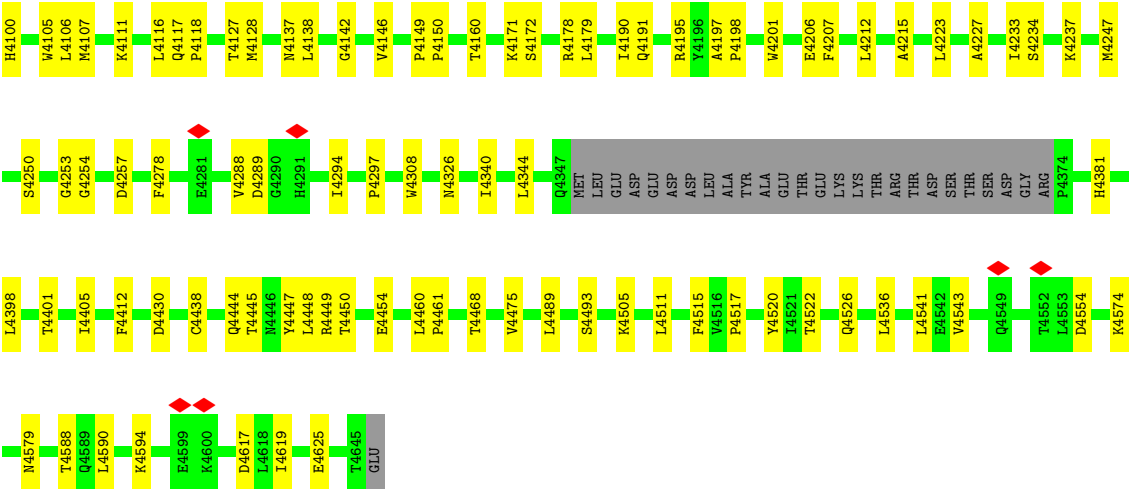 H4100 W4105 L4106 M4107 K4111 L4116 Q4117 P4118 T4127 M4128 N4137 L4138 G4142 V4146 P4149 P4150 T4160 K4171 S4172 R4178 L4179 I4190 Q4191 R4195 Y4196 A4197 P4198 W4201 E4206 F4207 L4212 A4215 L4223 A4227 I4233 S4234 K4237 M4247
S4250 G4253 G4254 D4257 F4278 E4281 V4288 D4289 G4290 H4291 I4294 P4297 W4308 N4326 I4340 L4344 Q4347 MET LEU GLU ASP GLU ASP ASP LEU ALA TYR ALA GLU THR GLU LYS LYS THR ARG THR ASP SER THR SER ASP GLY ARG P4374 H4381
L4398 T4401 I4405 F4412 D4430 C4438 Q4444 T4445 N4446 Y4447 L4448 R4449 T4450 E4454 L4460 P4461 T4468 V4475 L4489 S4493 K4505 L4511 F4515 V4516 P4517 Y4520 I4521 T4522 Q4526 L4536 L4541 E4542 V4543 Q4549 T4552 L4553 D4554 K4574
N4579 T4588 Q4589 L4590 K4594 E4599 K4600 D4617 L4618 I4619 E4625 T4645 GLU